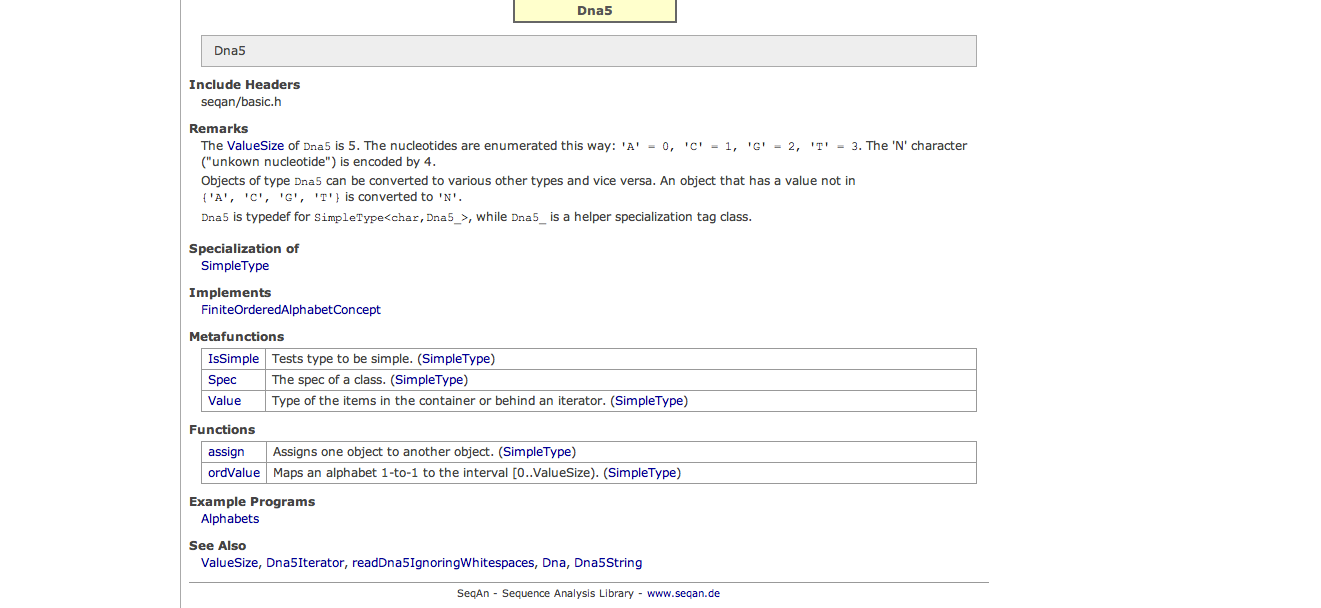 Dna5
Dna5
Include Headers
seqan/basic.h
Remarks
The ValueSize of Dna5 is 5. The nucleotides are enumerated this way: 'A' = 0, 'C' = 1, 'G' = 2, 'T' = 3. The 'N' character
("unkown nucleotide") is encoded by 4.
Objects of type Dna5 can be converted to various other types and vice versa. An object that has a value not in
{'A', 'C', 'G', 'T'} is converted to 'N'.
Dna5 is typedef for SimpleType<char,Dna5_>, while Dna5_ is a helper specialization tag class.
Specialization of
SimpleType
Implements
FiniteOrderedAlphabetConcept
Metafunctions
IsSimple Tests type to be simple. (SimpleType)
Spec The spec of a class. (SimpleType)
Value Type of the items in the container or behind an iterator. (SimpleType)
Functions
assign Assigns one object to another object. (SimpleType)
ordValue Maps an alphabet 1-to-1 to the interval [0..ValueSize). (SimpleType)
Example Programs
Alphabets
See Also
ValueSize, Dna5Iterator, readDna5IgnoringWhitespaces, Dna, Dna5String
SeqAn - Sequence Analysis Library - www.seqan.de